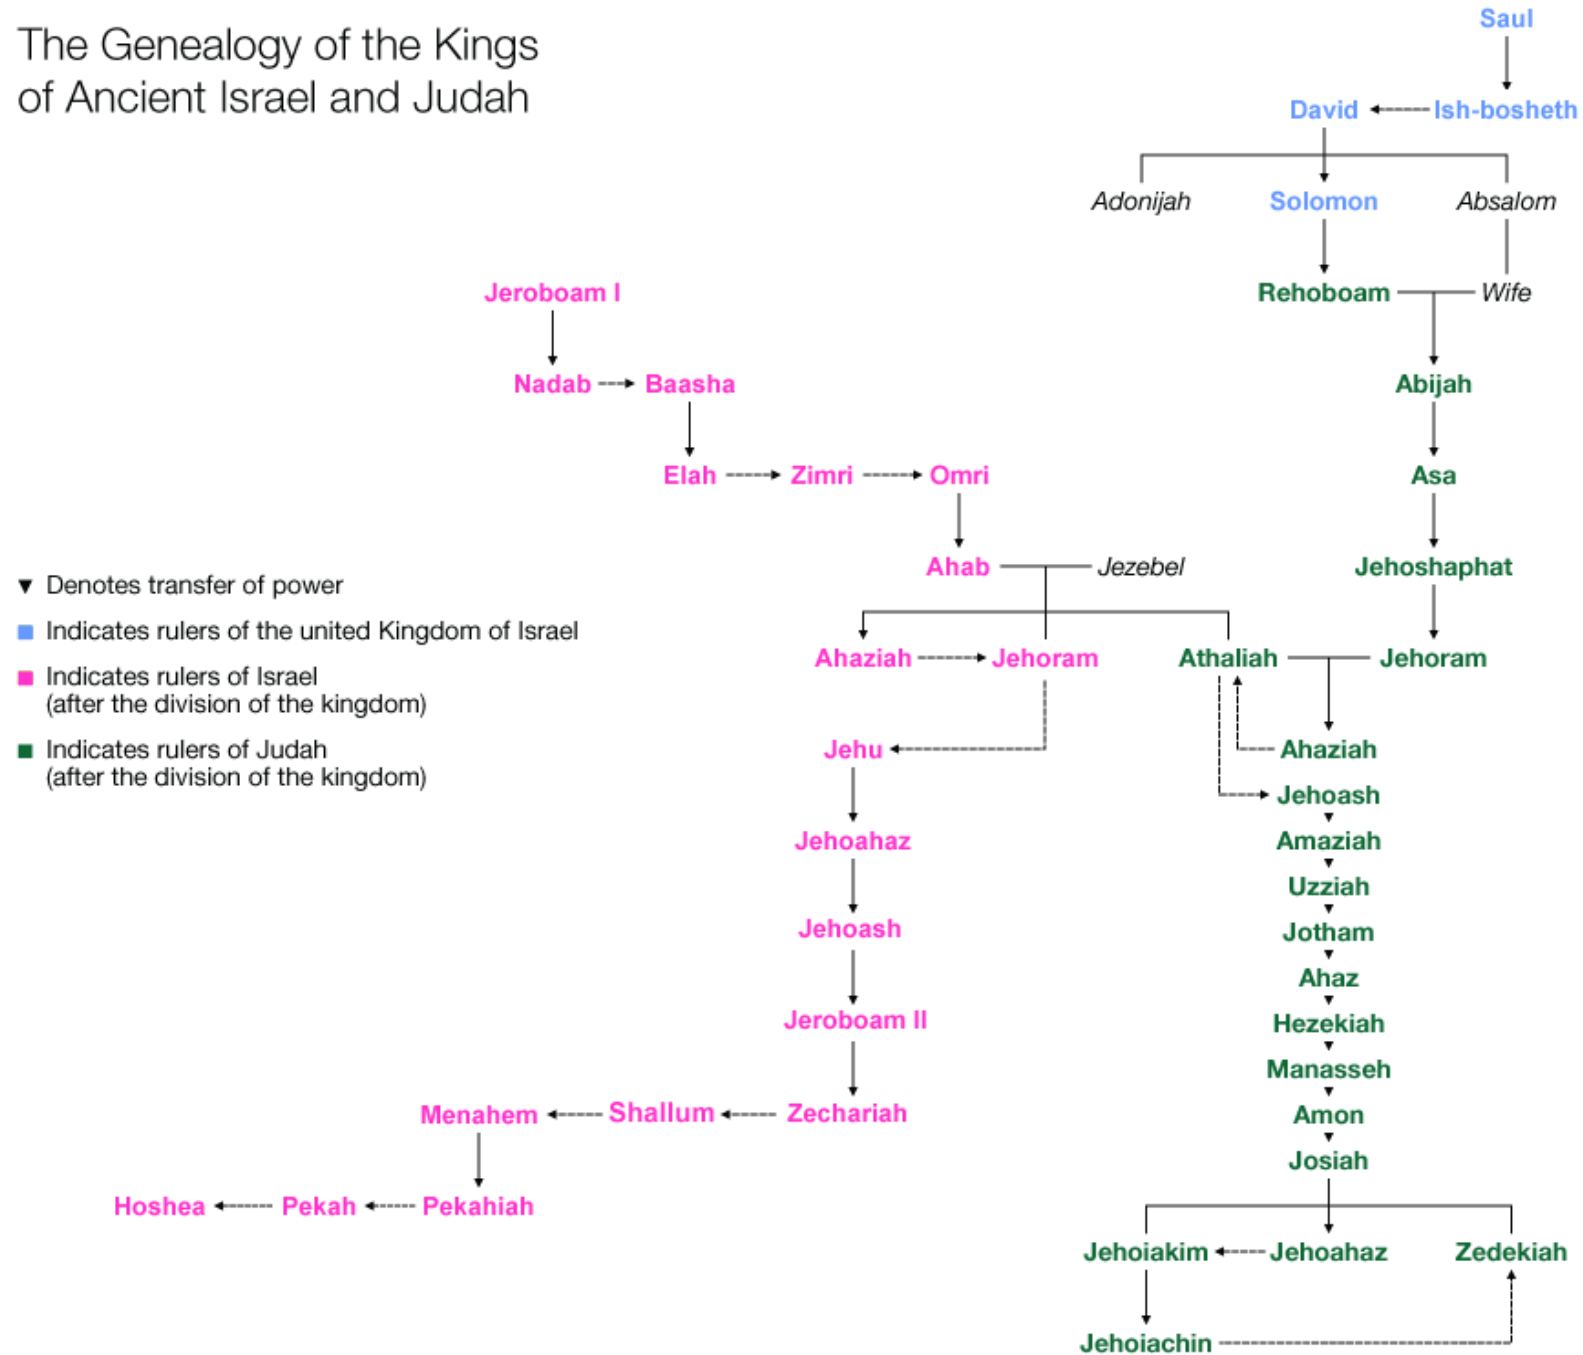 The Genealogy of the Kings
of Ancient Israel and Judah
Saul
David
Ish-bosheth
Adonijah
Solomon
Absalom
Jeroboam I
Rehoboam
Wife
Nadab
Baasha
Abijah
Elah
Zimri
Omri
Asa
Ahab
Jezebel
Jehoshaphat
Denotes transfer of power
Indicates rulers of the united Kingdom of Israel
Indicates rulers of Israel
(after the division of the kingdom)
Indicates rulers of Judah
(after the division of the kingdom)
Ahaziah
Jehoram
Athaliah
Jehoram
Jehu
Ahaziah
Jehoash
Jehoahaz
Amaziah
Uzziah
Jehoash
Jotham
Ahaz
Jeroboam II
Hezekiah
Manasseh
Menahem
Shallum
Zechariah
Amon
Josiah
Hoshea
Pekah
Pekahiah
Jehoiakim
Jehoahaz
Zedekiah
Jehoiachin